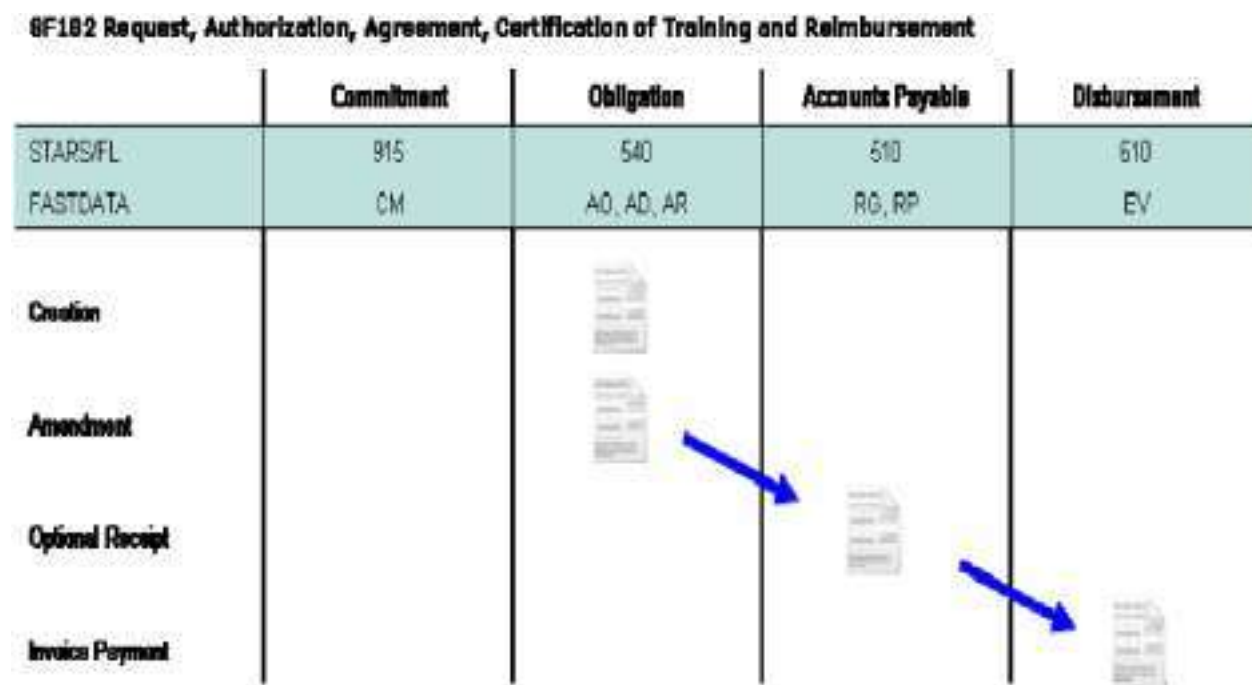 SF182 Request, Authorization, Agreement, Certification of Training and Reimbursement
Commitment Obligation Accounts Payable Disbursement
STARS/FL 915 540 510 610
FASTDATA CM AO, AD, AR RG, RP EV
Creation
Amendment
Optional Receipt
Invoice Payment